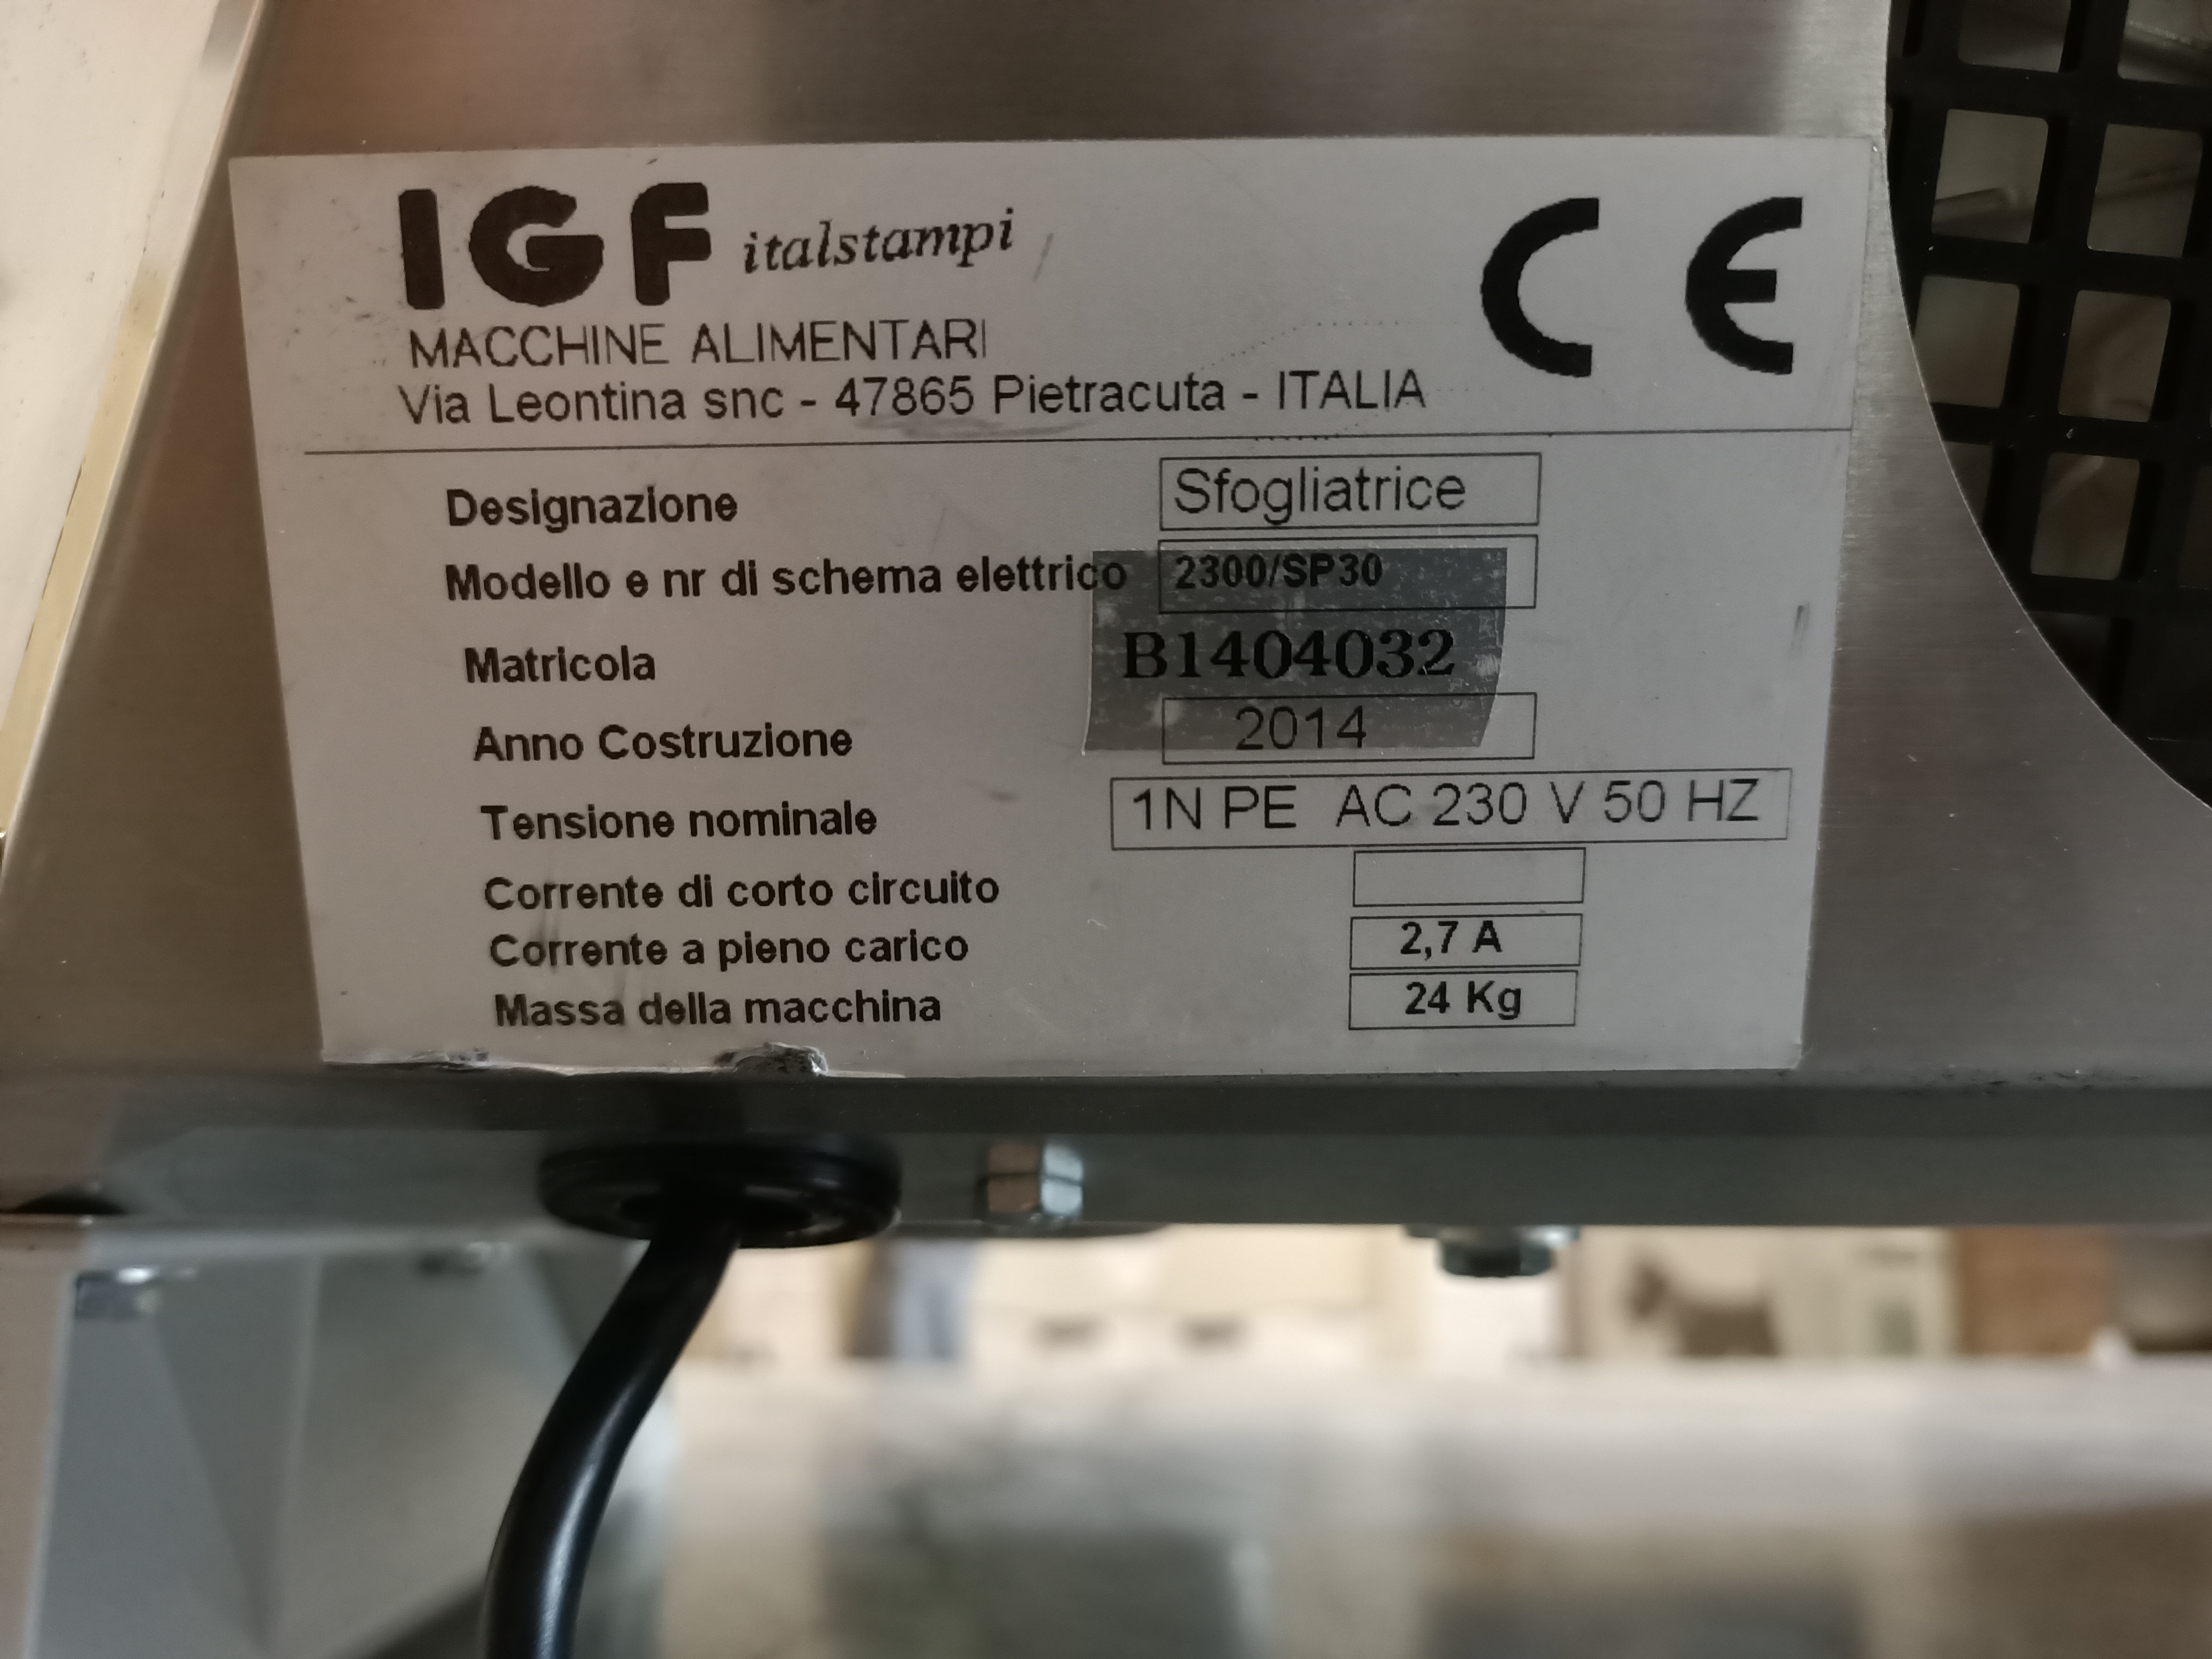 IGF italstampi
CE
MACCHINE ALIMENTARI
Via Leontina snc - 47865 Pietracuta - ITALIA
Designazione Sfogliatrice
Modello e nr di schema elettrico 2300/SP30
Matricola B1404032
Anno Costruzione 2014
Tensione nominale 1N PE AC 230 V 50 HZ
Corrente di corto circuito
Corrente a pieno carico 2,7 A
Massa della macchina 24 Kg